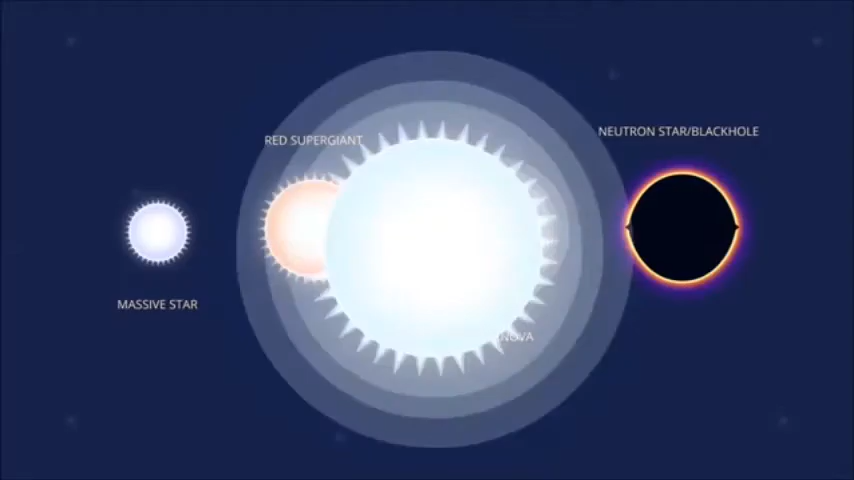 RED SUPERGIANT
NEUTRON STAR/BLACKHOLE
MASSIVE STAR
NOVA